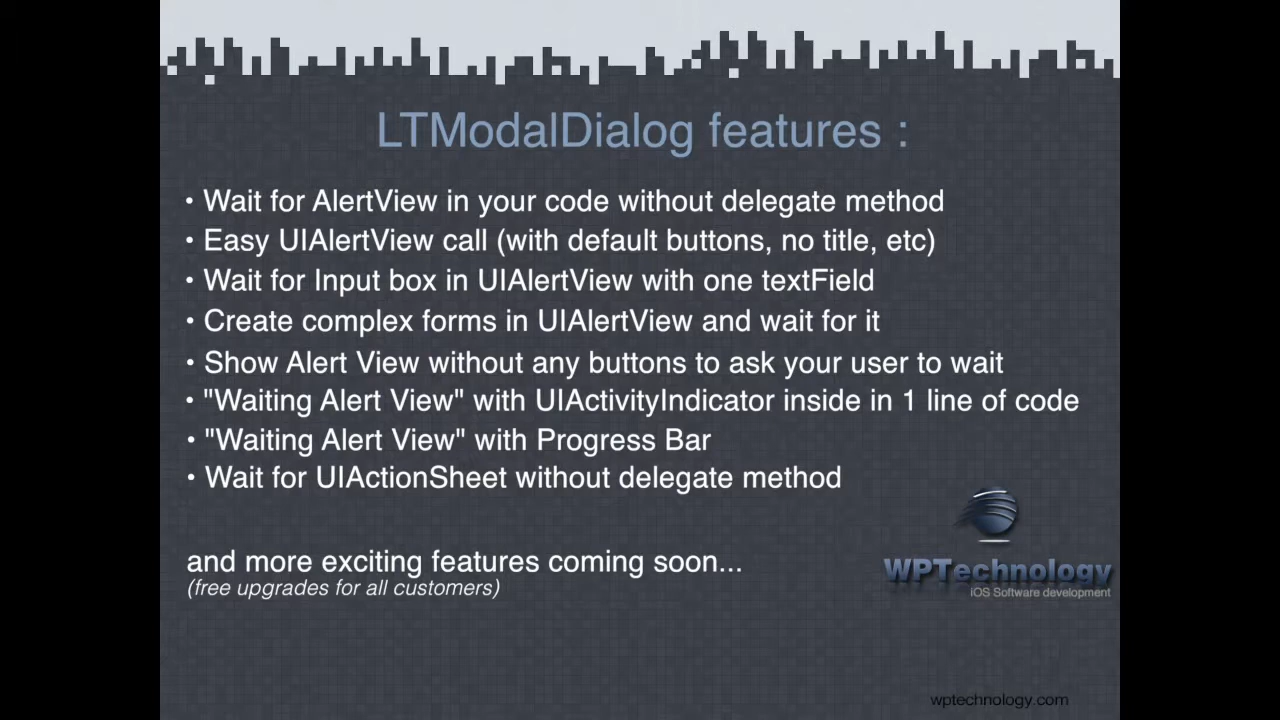 LTModalDialog features :
• Wait for AlertView in your code without delegate method
• Easy UIAlertView call (with default buttons, no title, etc)
• Wait for Input box in UIAlertView with one textField
• Create complex forms in UIAlertView and wait for it
• Show Alert View without any buttons to ask your user to wait
• "Waiting Alert View" with UIActivityIndicator inside in 1 line of code
• "Waiting Alert View" with Progress Bar
• Wait for UIActionSheet without delegate method
and more exciting features coming soon...
(free upgrades for all customers)
WPTechnology
iOS Software development
wptechnology.com